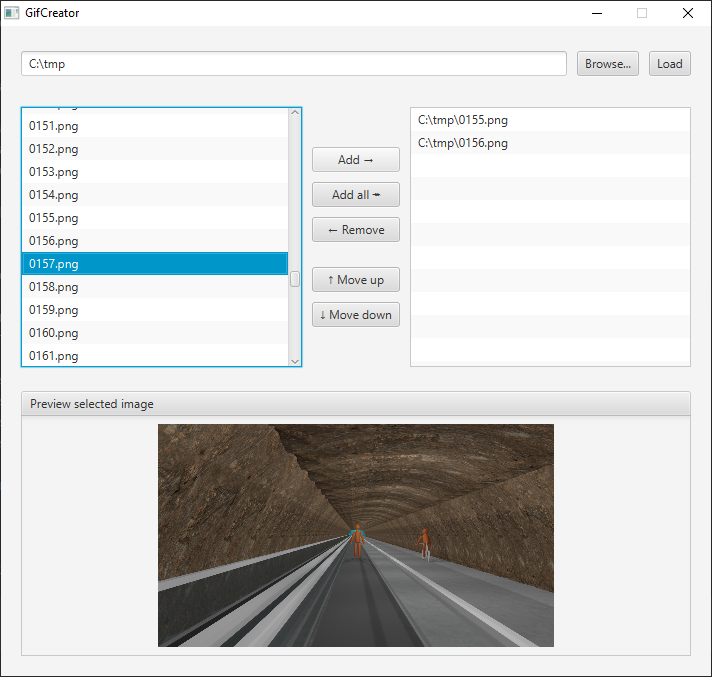 GifCreator
C:\tmp
Browse...
Load
0151.png
0152.png
0153.png
0154.png
0155.png
0156.png
0157.png
0158.png
0159.png
0160.png
0161.png
Add →
Add all ↠
← Remove
↑ Move up
↓ Move down
C:\tmp\0155.png
C:\tmp\0156.png
Preview selected image